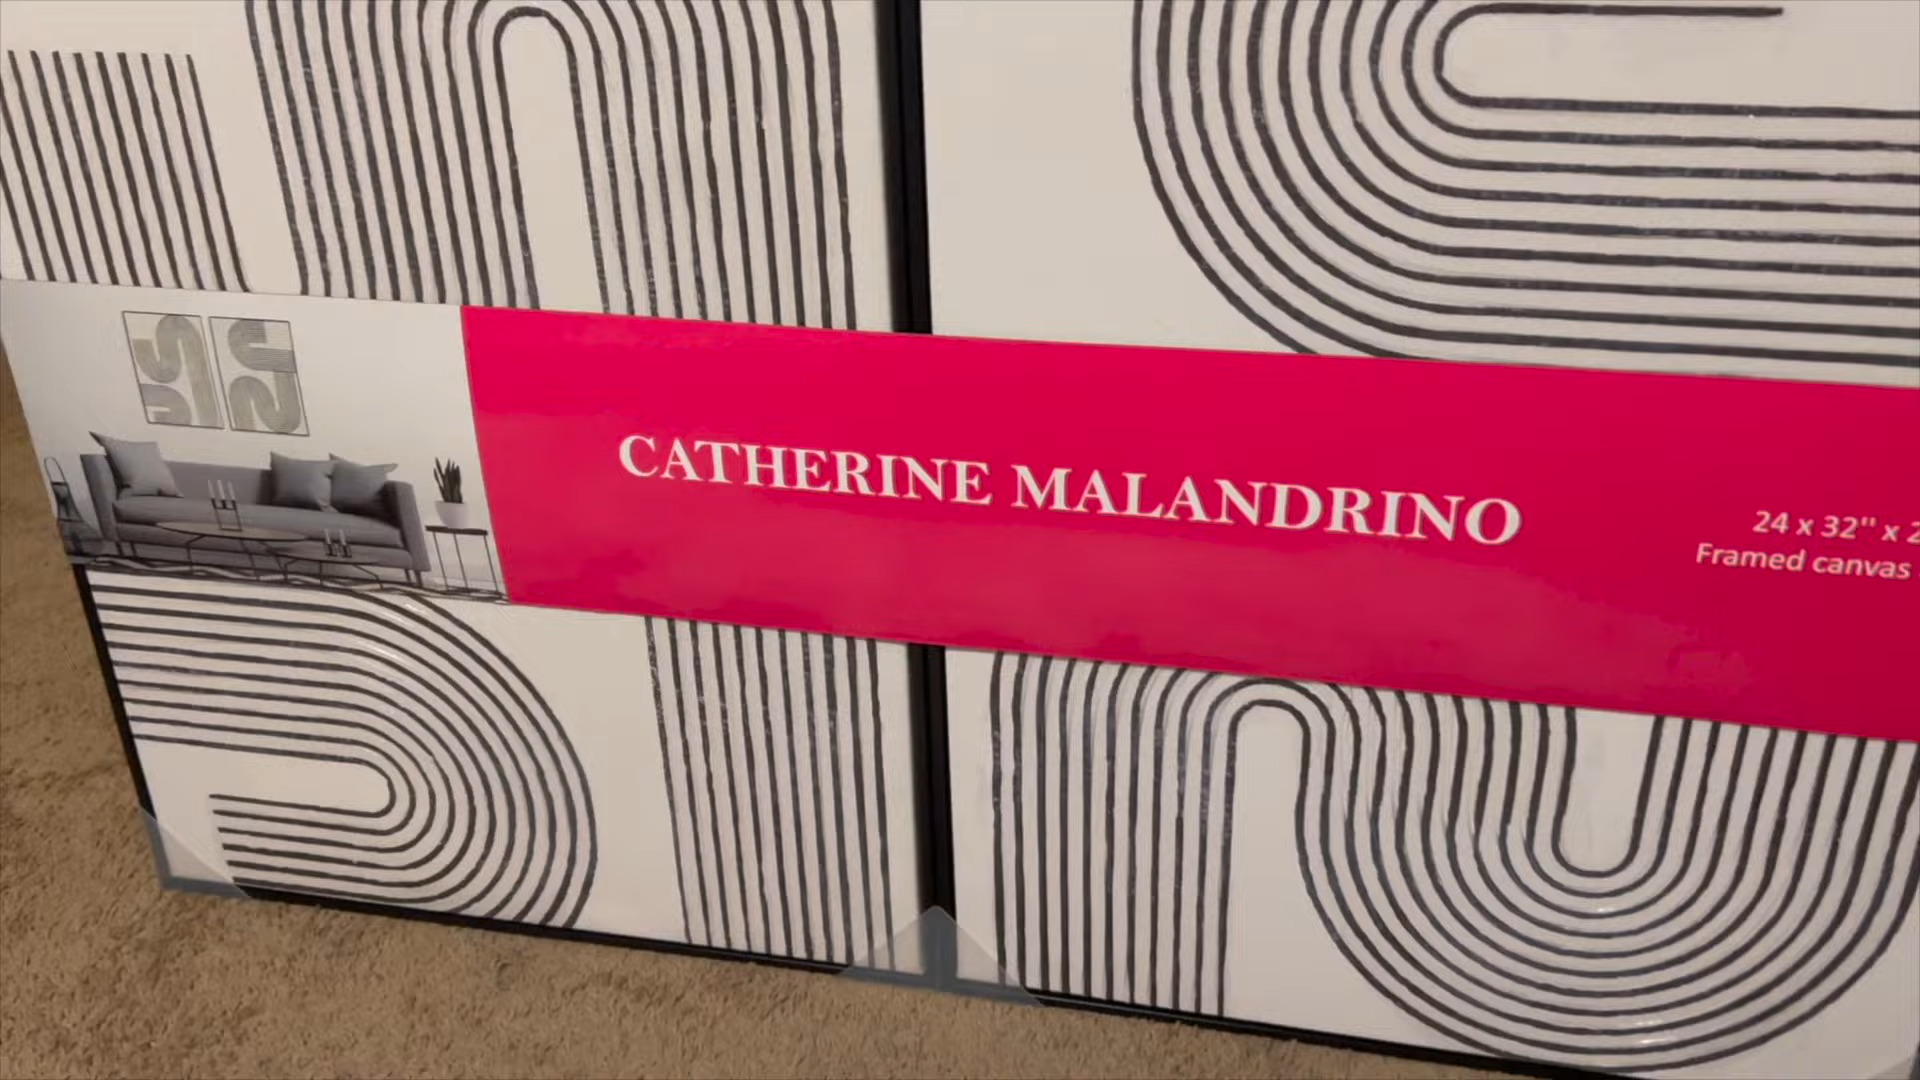 CATHERINE MALANDRINO
24 x 32" x 2
Framed canvas